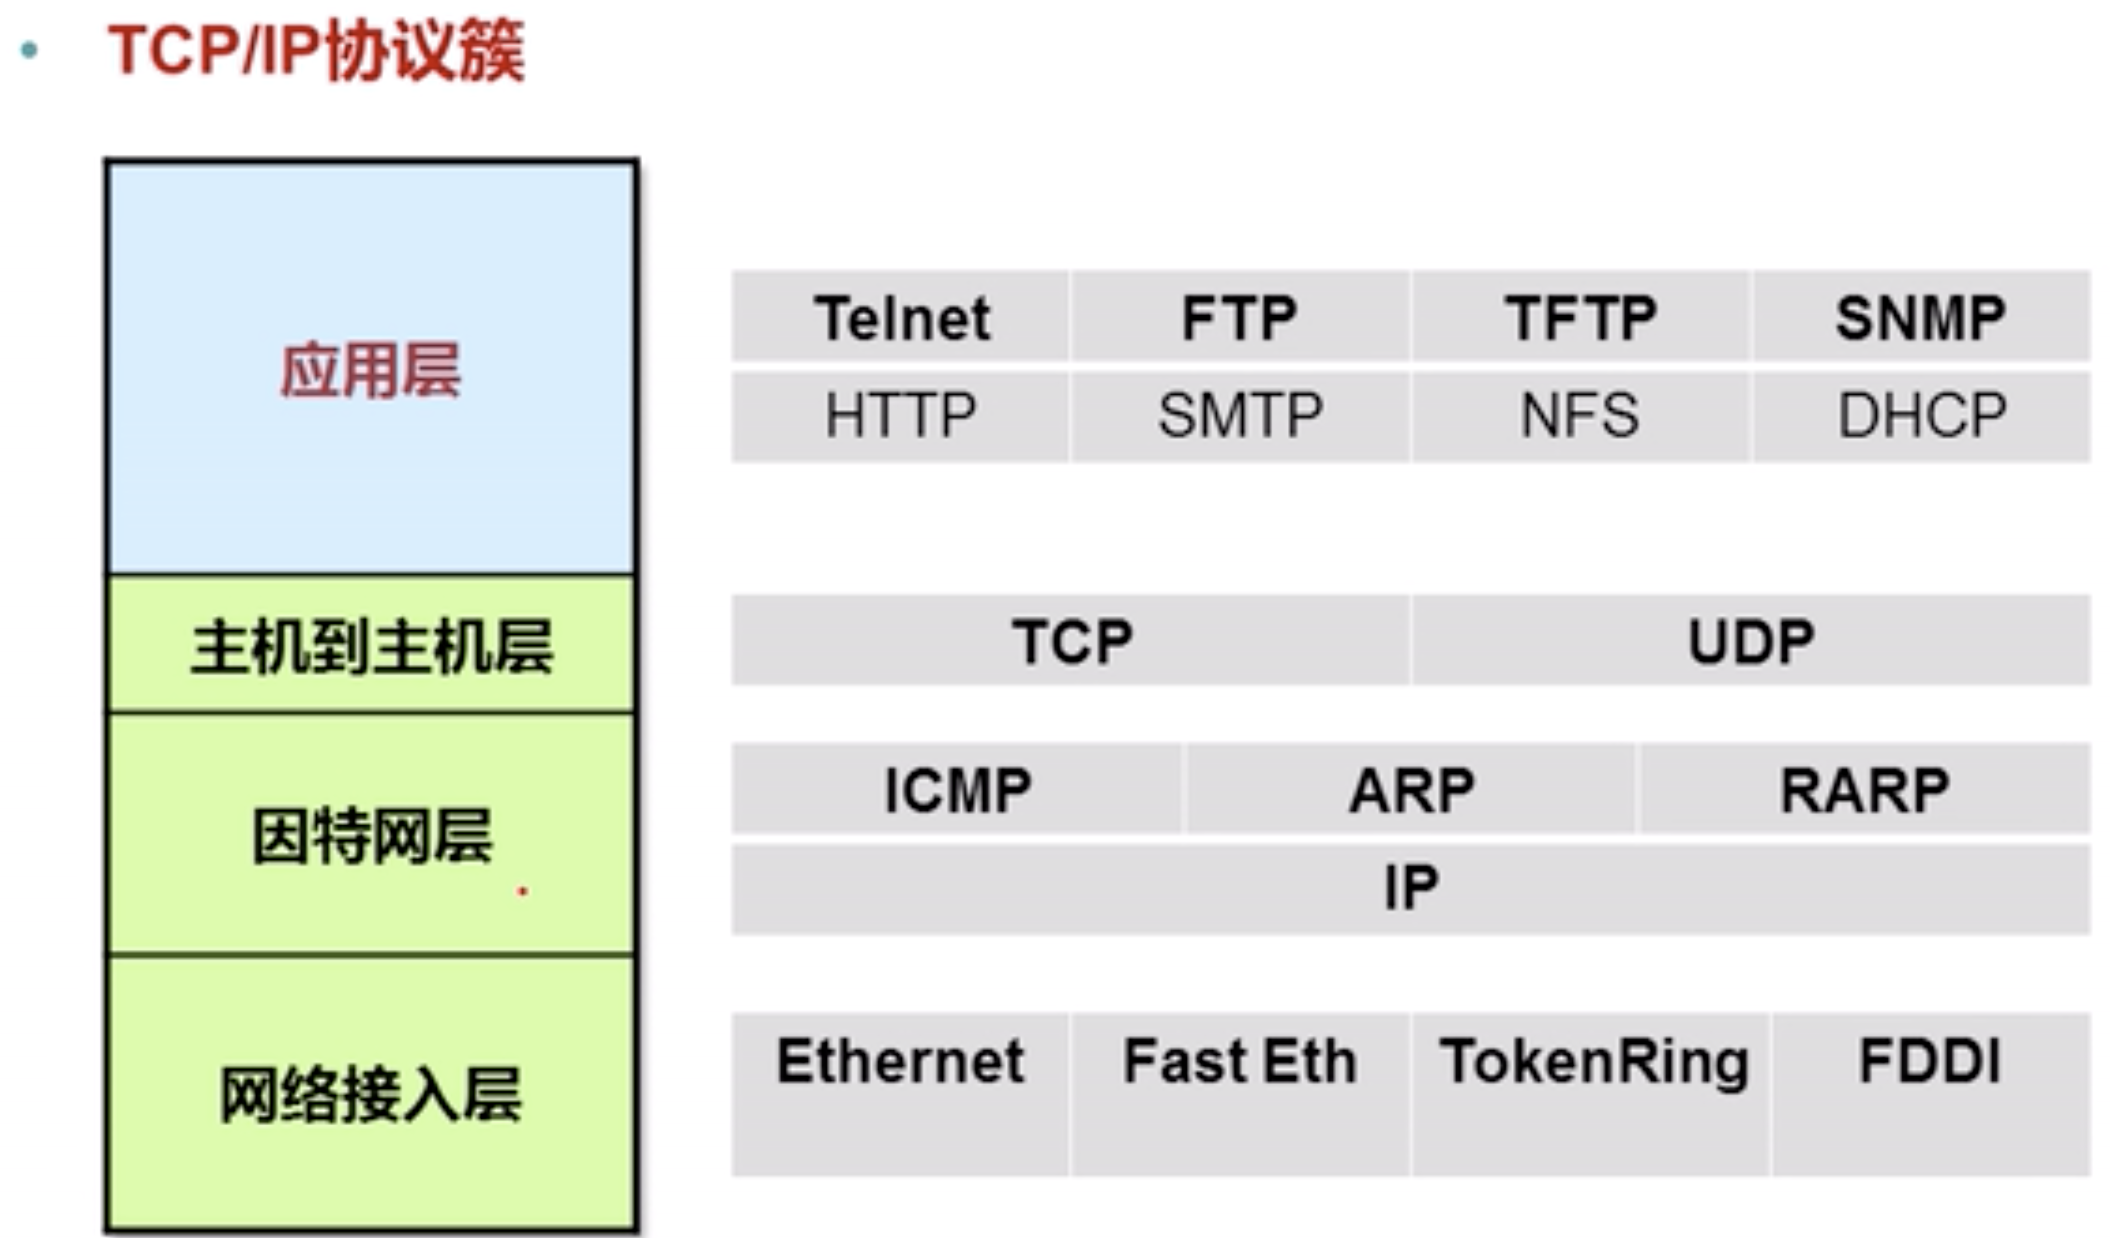 • TCP/IP协议簇
应用层
Telnet FTP TFTP SNMP
HTTP SMTP NFS DHCP
主机到主机层
TCP UDP
因特网层
ICMP ARP RARP
IP
网络接入层
Ethernet Fast Eth TokenRing FDDI